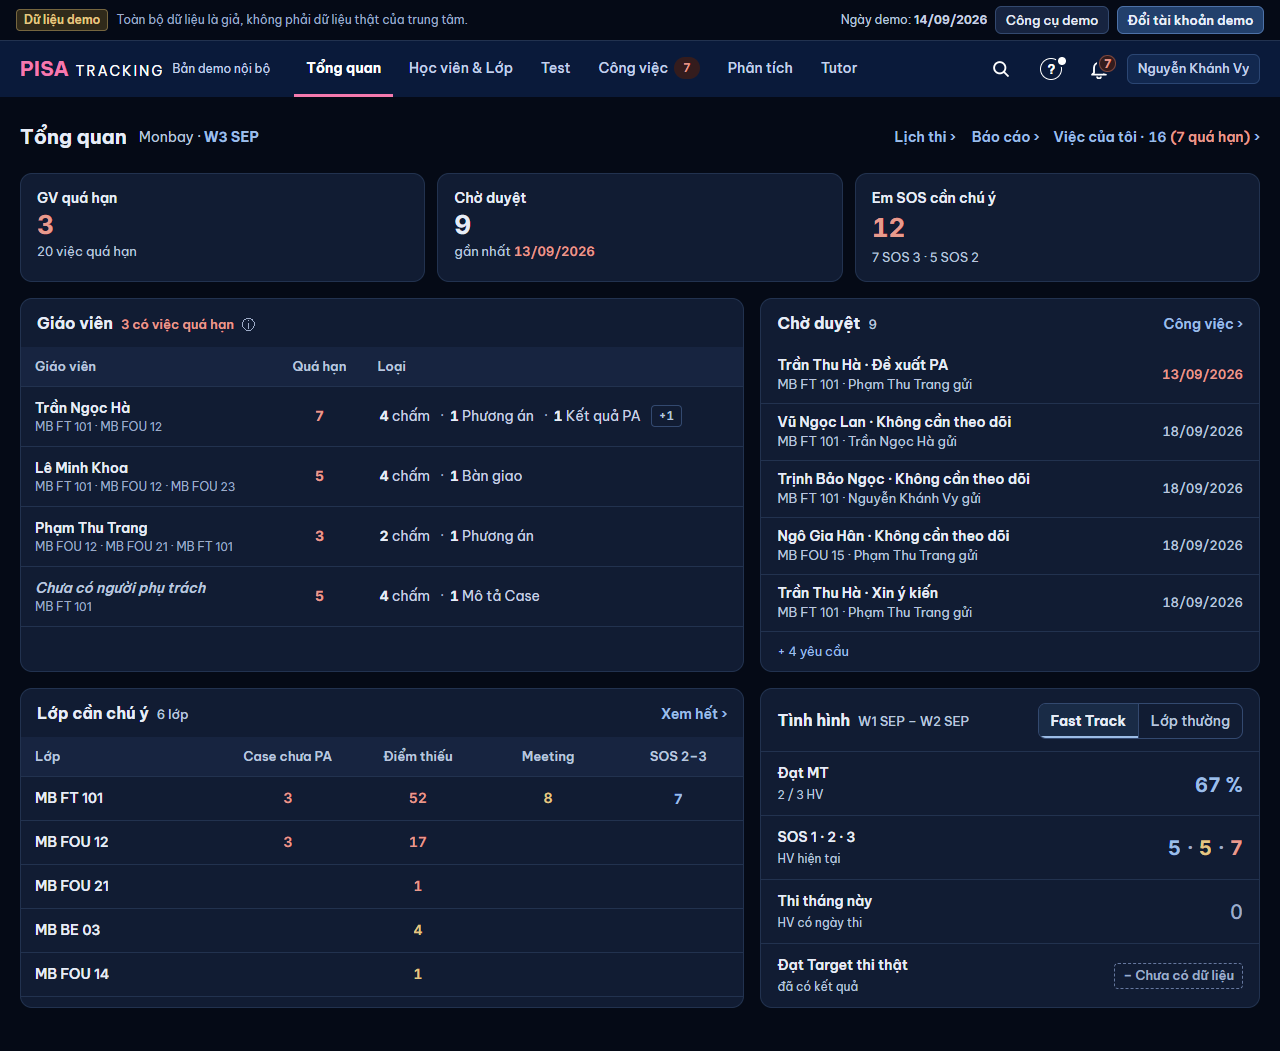 Dữ liệu demo Toàn bộ dữ liệu là giả, không phải dữ liệu thật của trung tâm. Ngày demo: 14/09/2026 Công cụ demo Đổi tài khoản demo
PISA TRACKING Bản demo nội bộ Tổng quan Học viên & Lớp Test Công việc 7 Phân tích Tutor ? 7 Nguyễn Khánh Vy
Tổng quan Monbay · W3 SEP Lịch thi › Báo cáo › Việc của tôi · 16 (7 quá hạn) ›
GV quá hạn
3
20 việc quá hạn
Chờ duyệt
9
gần nhất 13/09/2026
Em SOS cần chú ý
12
7 SOS 3 · 5 SOS 2
Giáo viên 3 có việc quá hạn ⓘ
Giáo viên Quá hạn Loại
Trần Ngọc Hà 7 4 chấm · 1 Phương án · 1 Kết quả PA +1
MB FT 101 · MB FOU 12
Lê Minh Khoa 5 4 chấm · 1 Bàn giao
MB FT 101 · MB FOU 12 · MB FOU 23
Phạm Thu Trang 3 2 chấm · 1 Phương án
MB FOU 12 · MB FOU 21 · MB FT 101
Chưa có người phụ trách 5 4 chấm · 1 Mô tả Case
MB FT 101
Chờ duyệt 9 Công việc ›
Trần Thu Hà · Đề xuất PA 13/09/2026
MB FT 101 · Phạm Thu Trang gửi
Vũ Ngọc Lan · Không cần theo dõi 18/09/2026
MB FT 101 · Trần Ngọc Hà gửi
Trịnh Bảo Ngọc · Không cần theo dõi 18/09/2026
MB FT 101 · Nguyễn Khánh Vy gửi
Ngô Gia Hân · Không cần theo dõi 18/09/2026
MB FOU 15 · Phạm Thu Trang gửi
Trần Thu Hà · Xin ý kiến 18/09/2026
MB FT 101 · Phạm Thu Trang gửi
+ 4 yêu cầu
Lớp cần chú ý 6 lớp Xem hết ›
Lớp Case chưa PA Điểm thiếu Meeting SOS 2–3
MB FT 101 3 52 8 7
MB FOU 12 3 17
MB FOU 21 1
MB BE 03 4
MB FOU 14 1
Tình hình W1 SEP – W2 SEP Fast Track Lớp thường
Đạt MT 67 %
2 / 3 HV
SOS 1 · 2 · 3 5 · 5 · 7
HV hiện tại
Thi tháng này 0
HV có ngày thi
Đạt Target thi thật – Chưa có dữ liệu
đã có kết quả